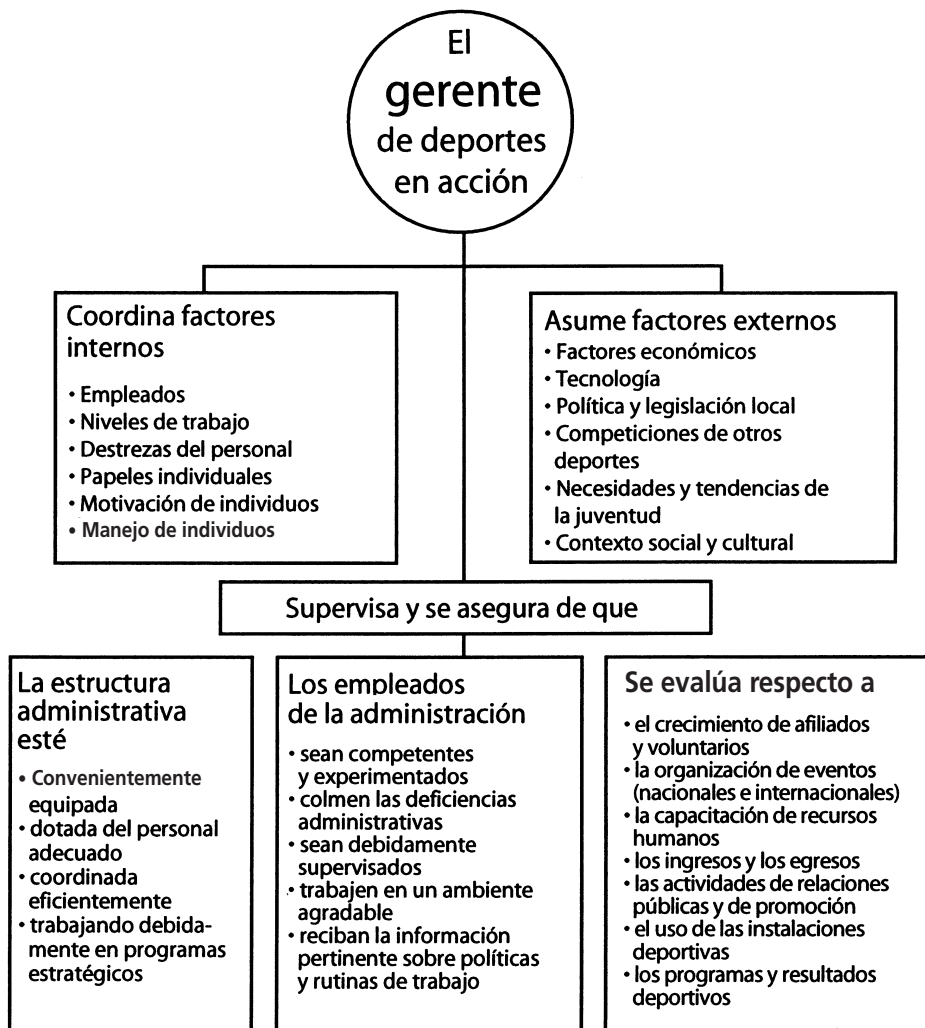 El
gerente
de deportes
en acción
Coordina factores
internos
• Empleados
• Niveles de trabajo
• Destrezas del personal
• Papeles individuales
• Motivación de individuos
• Manejo de individuos
Asume factores externos
• Factores económicos
• Tecnología
• Política y legislación local
• Competiciones de otros
deportes
• Necesidades y tendencias de
la juventud
• Contexto social y cultural
Supervisa y se asegura de que
La estructura
administrativa
esté
• Convenientemente
equipada
• dotada del personal
adecuado
• coordinada
eficientemente
• trabajando debida-
mente en programas
estratégicos
Los empleados
de la administración
• sean competentes
y experimentados
• colmen las deficiencias
administrativas
• sean debidamente
supervisados
• trabajen en un ambiente
agradable
• reciban la información
pertinente sobre políticas
y rutinas de trabajo
Se evalúa respecto a
• el crecimiento de afiliados
y voluntarios
• la organización de eventos
(nacionales e internacionales)
• la capacitación de recursos
humanos
• los ingresos y los egresos
• las actividades de relaciones
públicas y de promoción
• el uso de las instalaciones
deportivas
• los programas y resultados
deportivos